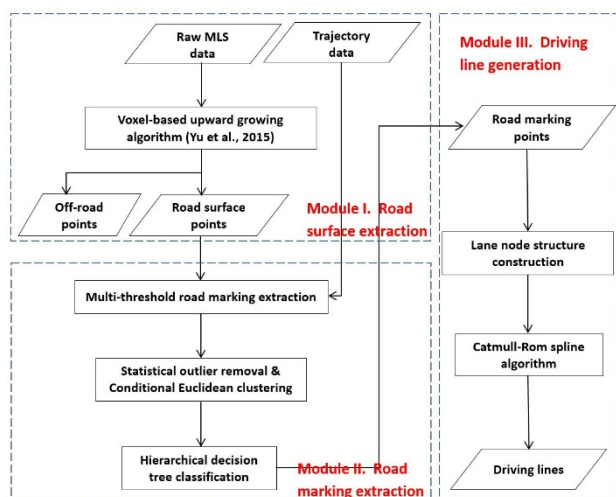 Raw MLS
data
Trajectory
data
Voxel-based upward growing
algorithm (Yu et al., 2015)
Off-road
points
Road surface
points
Module I.  Road
surface extraction
Multi-threshold road marking extraction
Statistical outlier removal &
Conditional Euclidean clustering
Hierarchical decision
tree classification
Module II.  Road
marking extraction
Module III.  Driving
line generation
Road marking
points
Lane node structure
construction
Catmull-Rom spline
algorithm
Driving lines